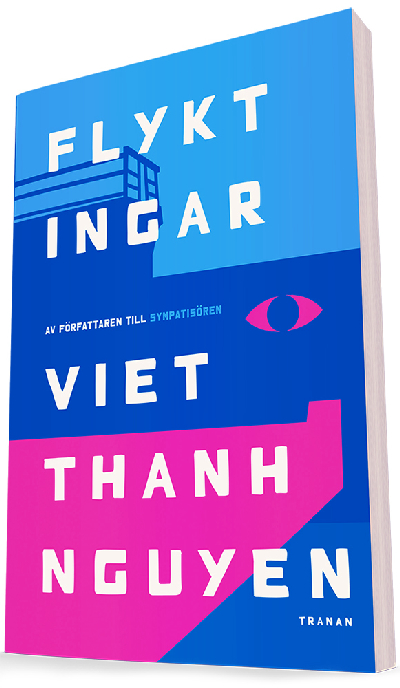 FLYKT
INGAR
AV FÖRFATTAREN TILL SYMPATISÖREN
VIET
THANH
NGUYEN
TRANAN